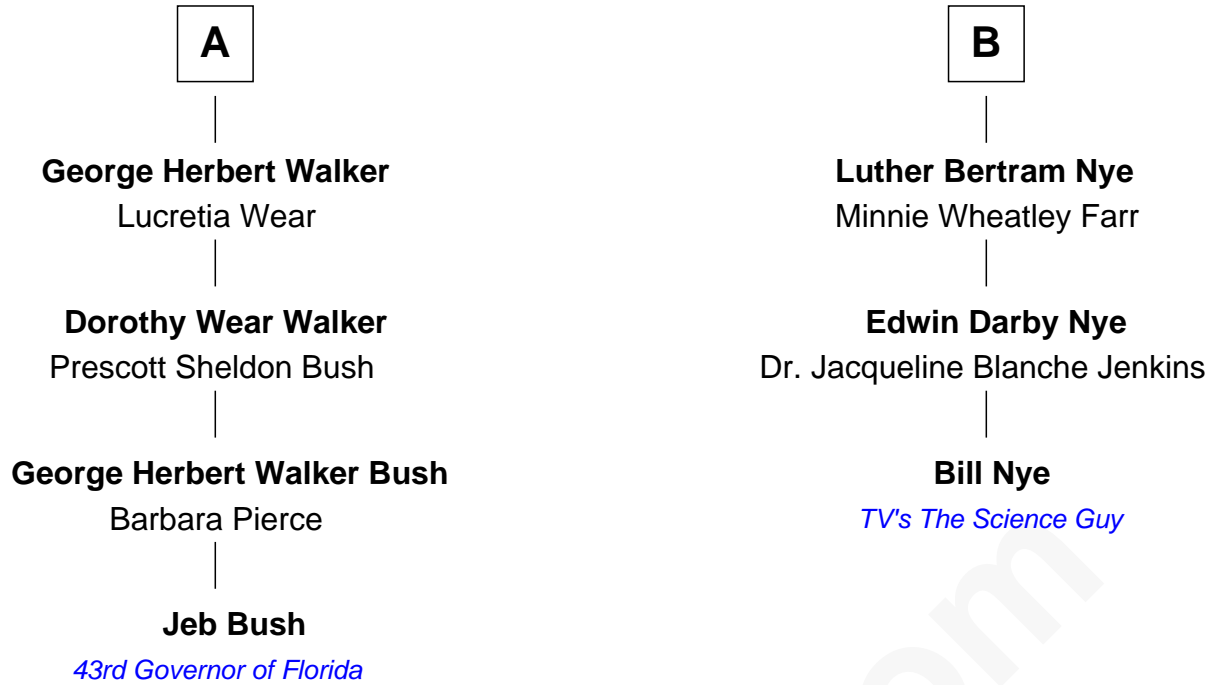 A
B
George Herbert Walker
Lucretia Wear
Luther Bertram Nye
Minnie Wheatley Farr
Dorothy Wear Walker
Prescott Sheldon Bush
Edwin Darby Nye
Dr. Jacqueline Blanche Jenkins
George Herbert Walker Bush
Barbara Pierce
Bill Nye
TV's The Science Guy
Jeb Bush
43rd Governor of Florida
om